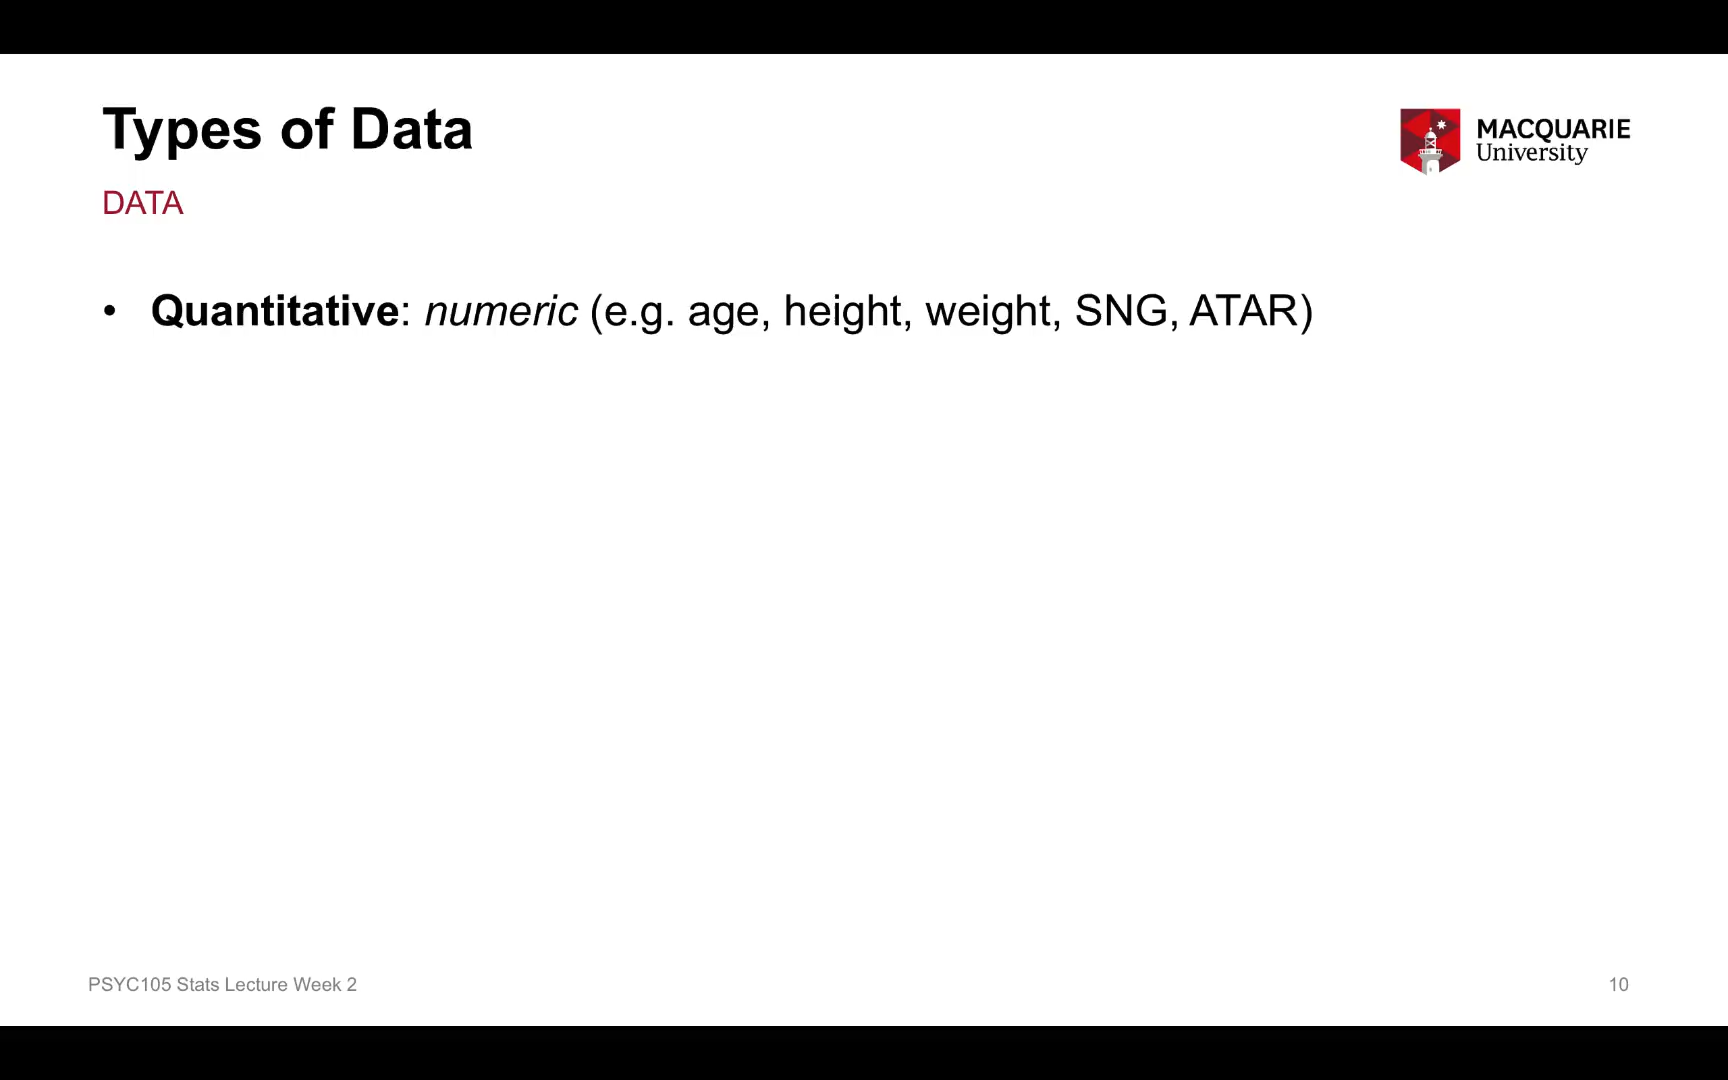 Types of Data
MACQUARIE
University
DATA
• Quantitative: numeric (e.g. age, height, weight, SNG, ATAR)
PSYC105 Stats Lecture Week 2
10